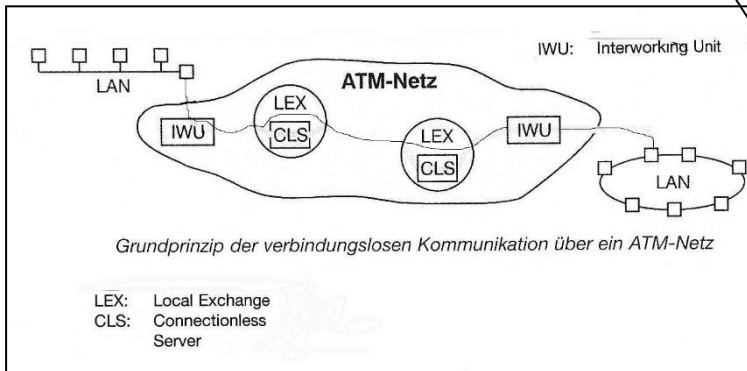 IWU: Interworking Unit
ATM-Netz
LAN
LEX
IWU
CLS
LEX
IWU
CLS
LAN
Grundprinzip der verbindungslosen Kommunikation über ein ATM-Netz
LEX: Local Exchange
CLS: Connectionless
Server